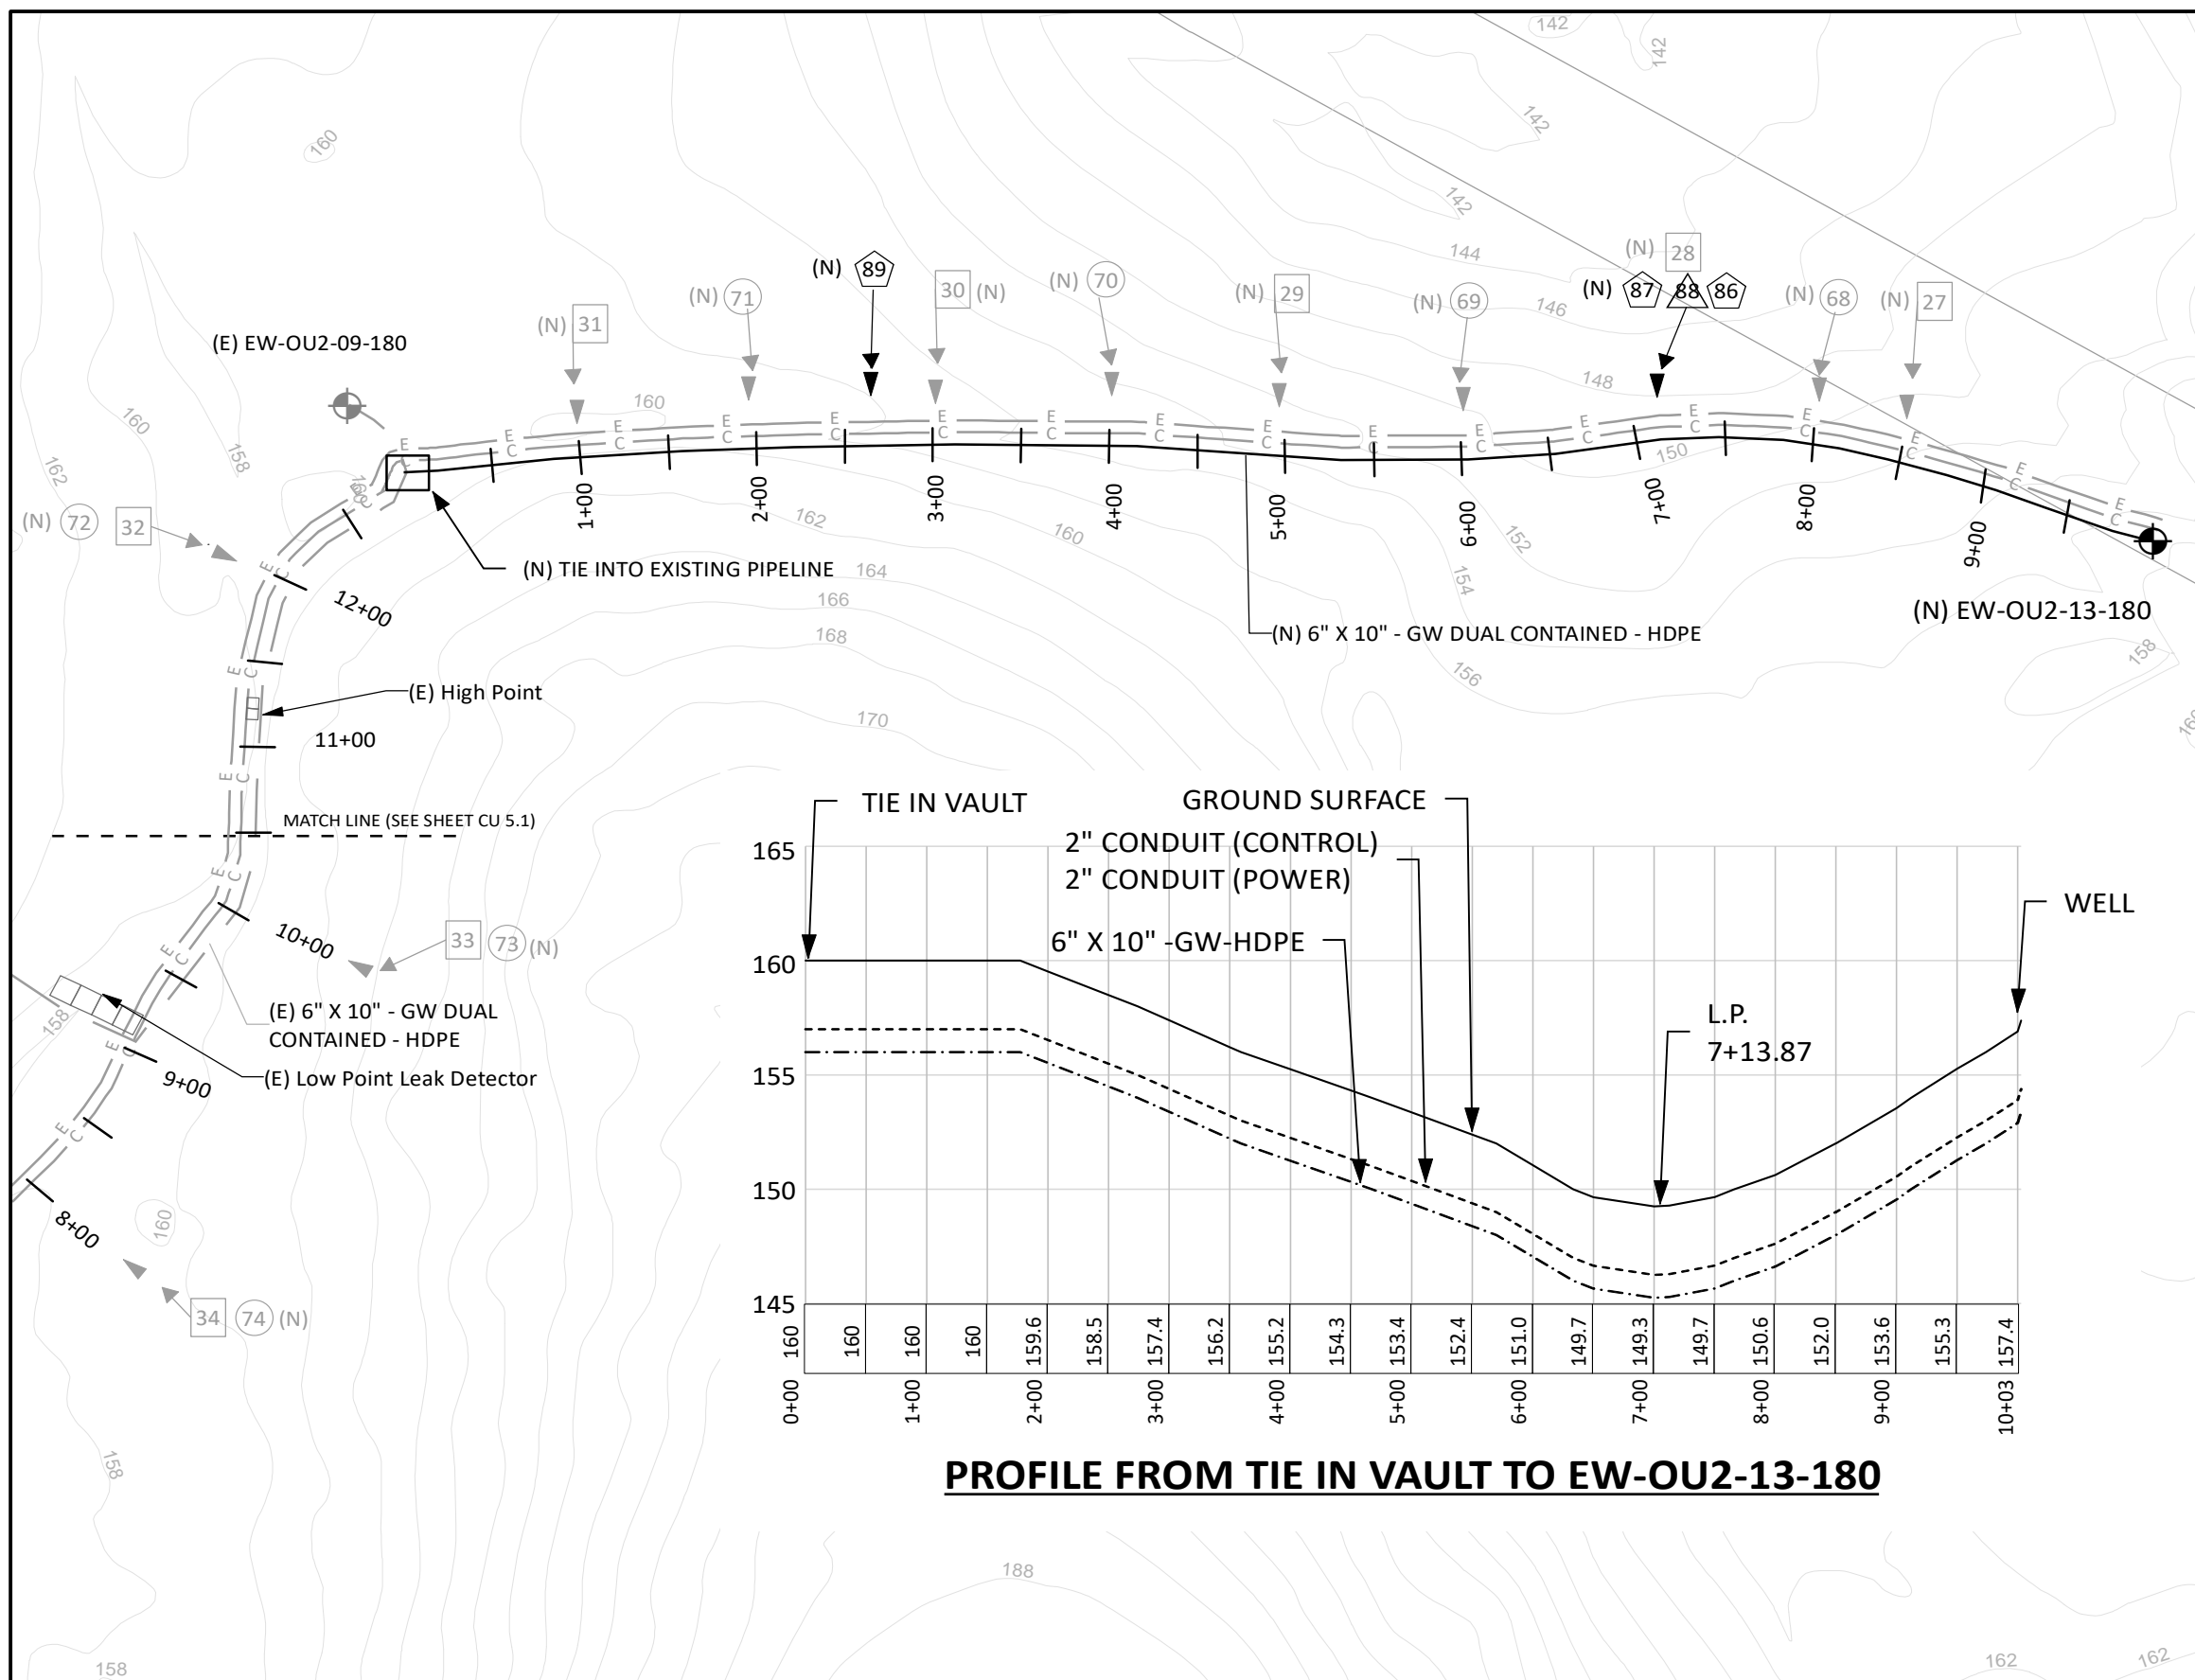 142
142
160
142
142
144
(N) 28
(N) 89
(N) 70
30 (N)
(N) 29
(N) 87 88 86
(N) 71
(N) 69
146
(N) 68
(N) 27
(N) 31
(E) EW-OU2-09-180
148
160
160
158
162
160
150
E C E C E C E C E C E C E C E C E C E C E C E C E C E C E C E C E C
1+00
2+00
3+00
4+00
5+00
6+00
7+00
8+00
9+00
162
160
152
154
(N) 72 32
(N) TIE INTO EXISTING PIPELINE
164
166
168
12+00
(N) 6" X 10" - GW DUAL CONTAINED - HDPE
(N) EW-OU2-13-180
158
156
(E) High Point
170
11+00
MATCH LINE (SEE SHEET CU 5.1)
10+00
33 73 (N)
(E) 6" X 10" - GW DUAL
CONTAINED - HDPE
158
(E) Low Point Leak Detector
9+00
8+00
160
34 74 (N)
158
TIE IN VAULT
GROUND SURFACE
2" CONDUIT (CONTROL)
2" CONDUIT (POWER)
6" X 10" -GW-HDPE
WELL
L.P.
7+13.87
165
160
155
150
145
160 160 160 160 159.6 158.5 157.4 156.2 155.2 154.3 153.4 152.4 151.0 149.7 149.3 149.7 150.6 152.0 153.6 155.3 157.4
0+00 1+00 2+00 3+00 4+00 5+00 6+00 7+00 8+00 9+00 10+03
PROFILE FROM TIE IN VAULT TO EW-OU2-13-180
188
158
162
162